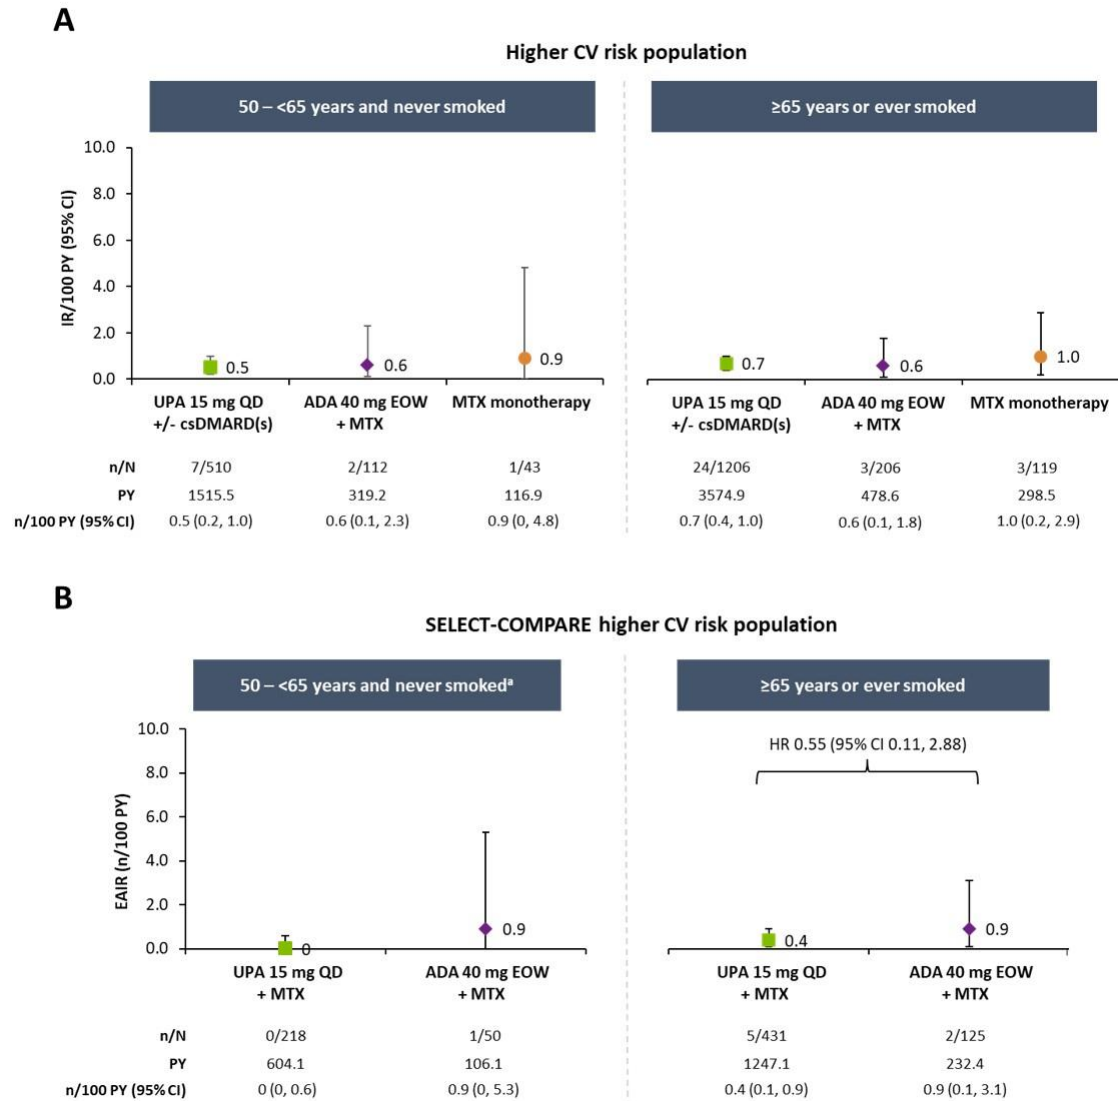 A
Higher CV risk population
50 – <65 years and never smoked
≥65 years or ever smoked
IR/100 PY (95% CI)
10.0
8.0
6.0
4.0
2.0
0.0
0.5
0.6
0.9
0.7
0.6
1.0
UPA 15 mg QD ADA 40 mg EOW MTX monotherapy UPA 15 mg QD ADA 40 mg EOW MTX monotherapy
+/- csDMARD(s) + MTX +/- csDMARD(s) + MTX
n/N 7/510 2/112 1/43 24/1206 3/206 3/119
PY 1515.5 319.2 116.9 3574.9 478.6 298.5
n/100 PY (95% CI) 0.5 (0.2, 1.0) 0.6 (0.1, 2.3) 0.9 (0, 4.8) 0.7 (0.4, 1.0) 0.6 (0.1, 1.8) 1.0 (0.2, 2.9)
B
SELECT-COMPARE higher CV risk population
50 – <65 years and never smokedᵃ
≥65 years or ever smoked
EAIR (n/100 PY)
10.0
8.0
6.0
4.0
2.0
0.0
HR 0.55 (95% CI 0.11, 2.88)
0
0.9
0.4
0.9
UPA 15 mg QD ADA 40 mg EOW UPA 15 mg QD ADA 40 mg EOW
+ MTX + MTX + MTX + MTX
n/N 0/218 1/50 5/431 2/125
PY 604.1 106.1 1247.1 232.4
n/100 PY (95% CI) 0 (0, 0.6) 0.9 (0, 5.3) 0.4 (0.1, 0.9) 0.9 (0.1, 3.1)